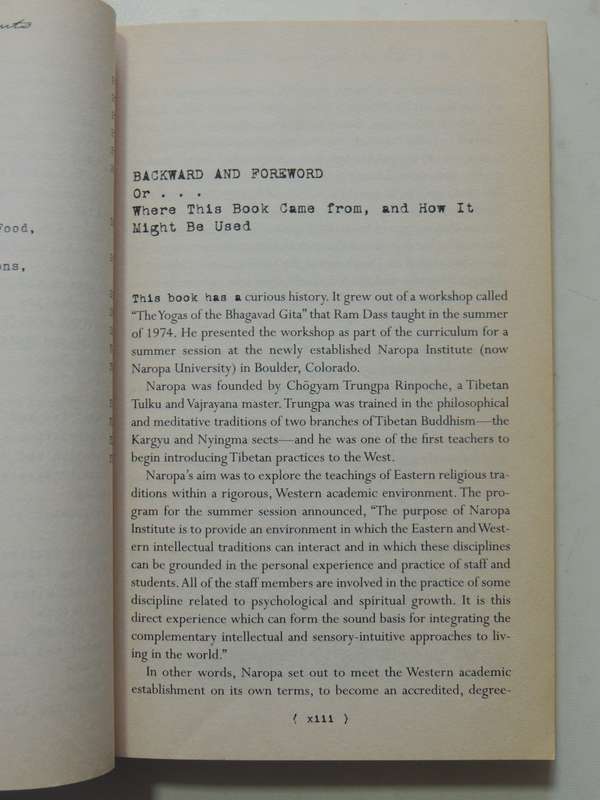 Food,
ons,
BACKWARD AND FOREWORD
Or . . .
Where This Book Came from, and How It
Might Be Used
This book has a curious history. It grew out of a workshop called
“The Yogas of the Bhagavad Gita” that Ram Dass taught in the summer
of 1974. He presented the workshop as part of the curriculum for a
summer session at the newly established Naropa Institute (now
Naropa University) in Boulder, Colorado.
Naropa was founded by Chögyam Trungpa Rinpoche, a Tibetan
Tulku and Vajrayana master. Trungpa was trained in the philosophical
and meditative traditions of two branches of Tibetan Buddhism—the
Kargyu and Nyingma sects—and he was one of the first teachers to
begin introducing Tibetan practices to the West.
Naropa’s aim was to explore the teachings of Eastern religious tra-
ditions within a rigorous, Western academic environment. The pro-
gram for the summer session announced, “The purpose of Naropa
Institute is to provide an environment in which the Eastern and West-
ern intellectual traditions can interact and in which these disciplines
can be grounded in the personal experience and practice of staff and
students. All of the staff members are involved in the practice of some
discipline related to psychological and spiritual growth. It is this
direct experience which can form the sound basis for integrating the
complementary intellectual and sensory-intuitive approaches to liv-
ing in the world.”
In other words, Naropa set out to meet the Western academic
establishment on its own terms, to become an accredited, degree-
( xiii )